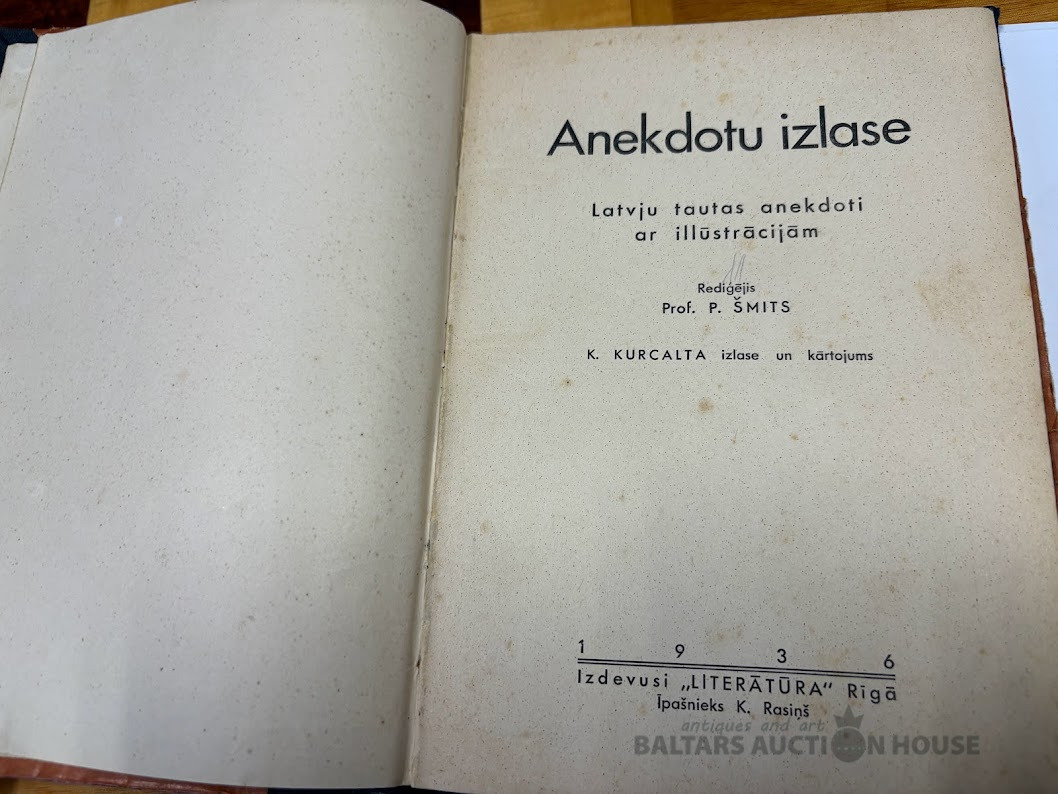 Anekdotu izlase
Latvju tautas anekdoti
ar illūstrācijām
Rediģējis
Prof. P. ŠMITS
K. KURCALTA izlase un kārtojums
1 9 3 6
Izdevusi „LITERĀTŪRA“ Rīgā
Īpašnieks K. Rasiņš
antiques and art
BALTARS AUCTION HOUSE